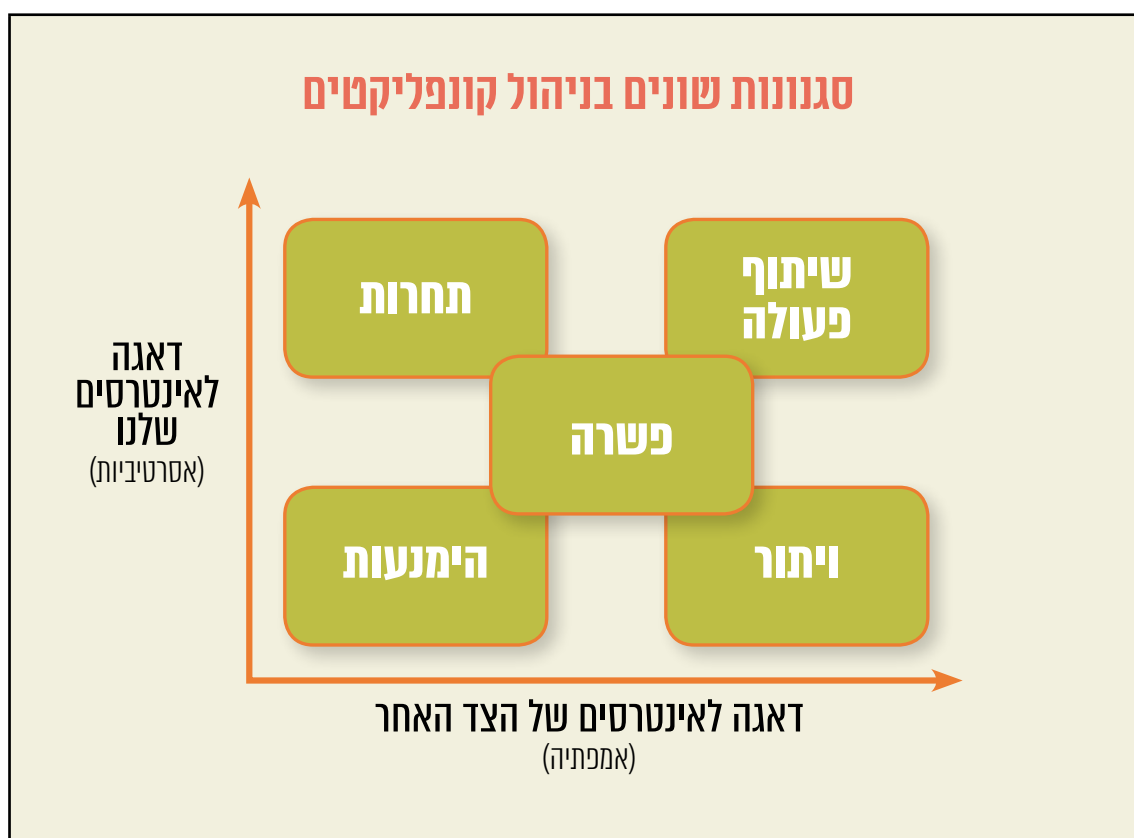 סגנונות שונים בניהול קונפליקטים
שיתוף
פעולה
תחרות
פשרה
ויתור
הימנעות
דאגה
לאינטרסים
שלנו
(אסרטיביות)
דאגה לאינטרסים של הצד האחר
(אמפתיה)